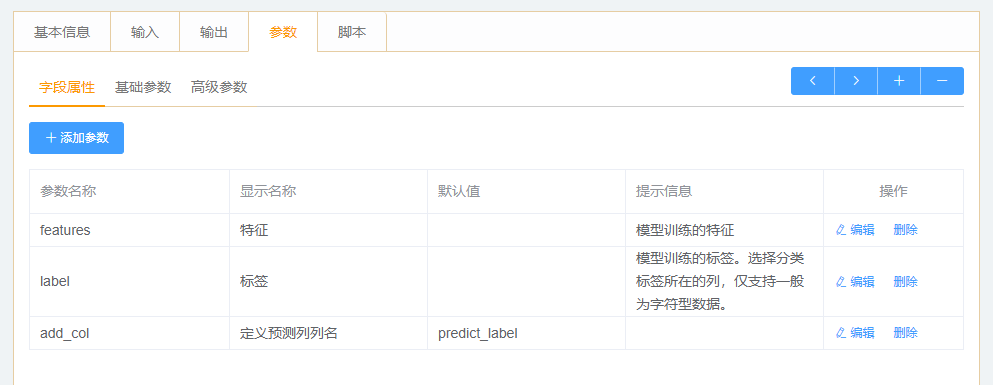 基本信息 输入 输出 参数 脚本
字段属性 基础参数 高级参数
+ 添加参数
参数名称 显示名称 默认值 提示信息 操作
features 特征 模型训练的特征 编辑 删除
label 标签 模型训练的标签。选择分类
标签所在的列，仅支持一般
为字符型数据。 编辑 删除
add_col 定义预测列列名 predict_label 编辑 删除